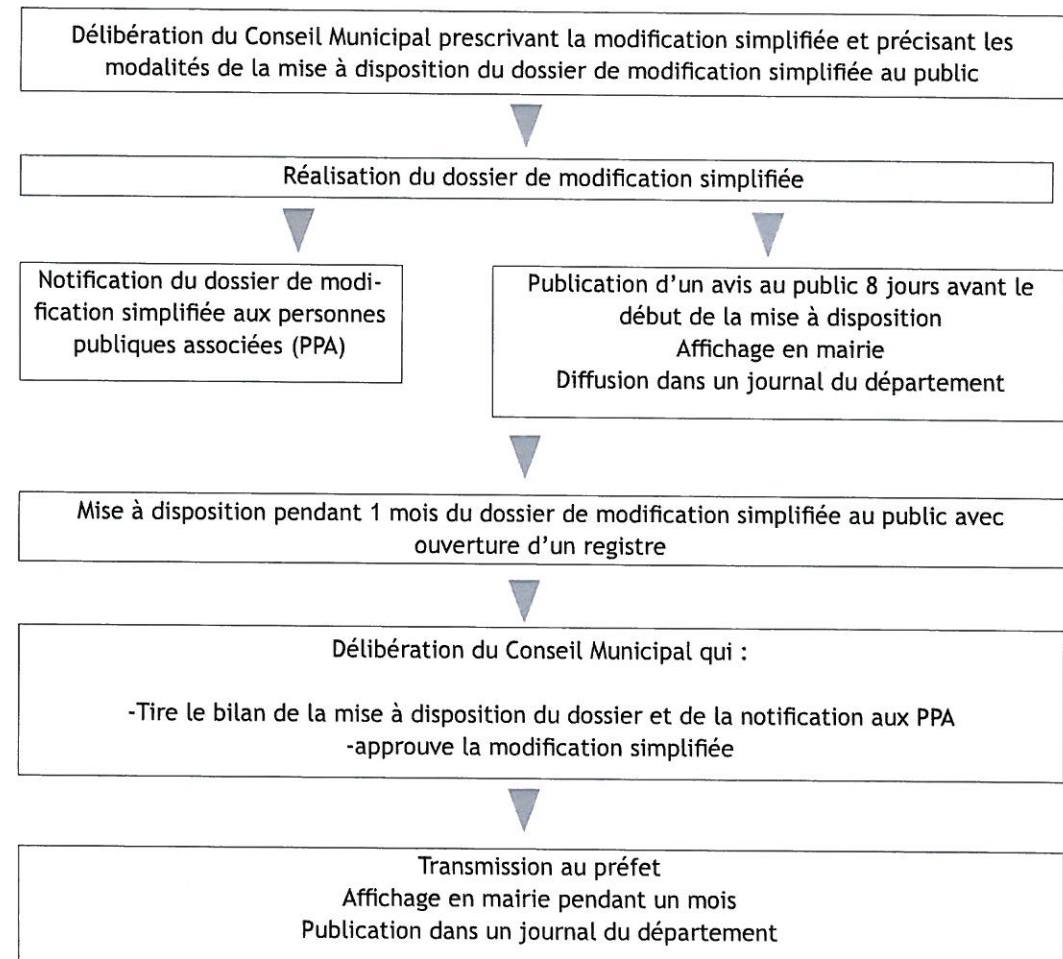 Délibération du Conseil Municipal prescrivant la modification simplifiée et précisant les
modalités de la mise à disposition du dossier de modification simplifiée au public
Réalisation du dossier de modification simplifiée
Notification du dossier de modi-
fication simplifiée aux personnes
publiques associées (PPA)
Publication d'un avis au public 8 jours avant le
début de la mise à disposition
Affichage en mairie
Diffusion dans un journal du département
Mise à disposition pendant 1 mois du dossier de modification simplifiée au public avec
ouverture d'un registre
Délibération du Conseil Municipal qui :
-Tire le bilan de la mise à disposition du dossier et de la notification aux PPA
-approuve la modification simplifiée
Transmission au préfet
Affichage en mairie pendant un mois
Publication dans un journal du département